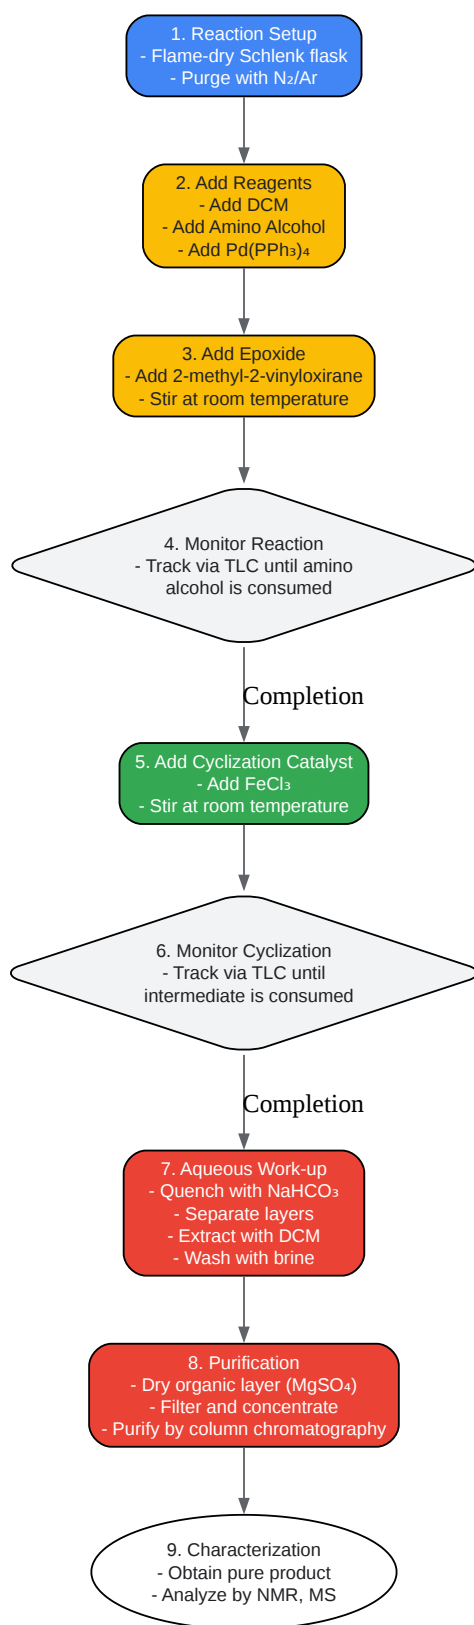 1. Reaction Setup
- Flame-dry Schlenk flask
- Purge with N₂/Ar
2. Add Reagents
- Add DCM
- Add Amino Alcohol
- Add Pd(PPh₃)₄
3. Add Epoxide
- Add 2-methyl-2-vinyloxirane
- Stir at room temperature
4. Monitor Reaction
- Track via TLC until amino
alcohol is consumed
Completion
5. Add Cyclization Catalyst
- Add FeCl₃
- Stir at room temperature
6. Monitor Cyclization
- Track via TLC until
intermediate is consumed
Completion
7. Aqueous Work-up
- Quench with NaHCO₃
- Separate layers
- Extract with DCM
- Wash with brine
8. Purification
- Dry organic layer (MgSO₄)
- Filter and concentrate
- Purify by column chromatography
9. Characterization
- Obtain pure product
- Analyze by NMR, MS